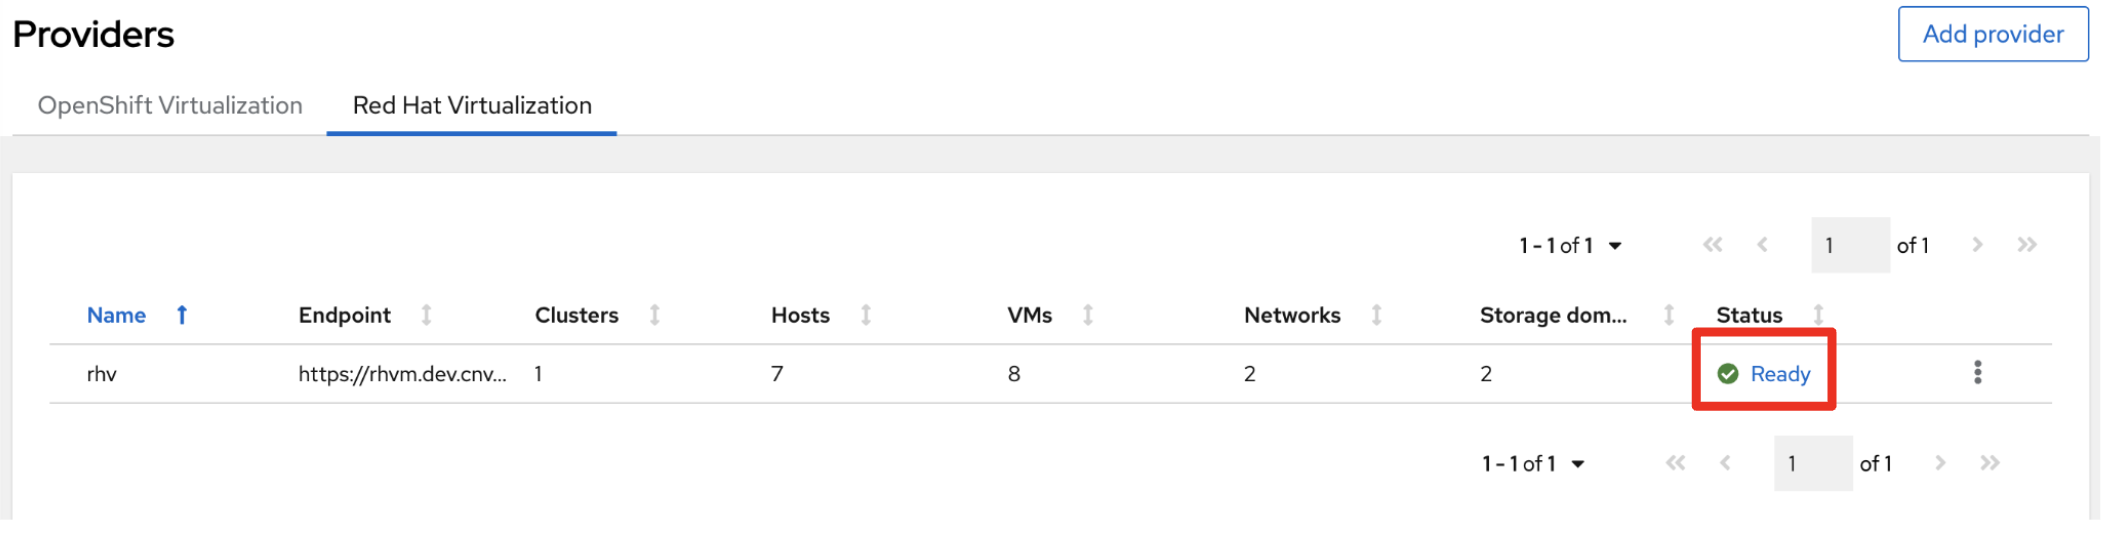 Providers
Add provider
OpenShift Virtualization Red Hat Virtualization
1 - 1 of 1 1 of 1
Name Endpoint Clusters Hosts VMs Networks Storage dom... Status
rhv https://rhvm.dev.cnv... 1 7 8 2 2 Ready
1 - 1 of 1 1 of 1